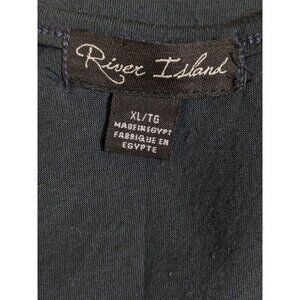 River Island
XL/TG
MADE IN EGYPT
FABRIQUE EN
EGYPTE